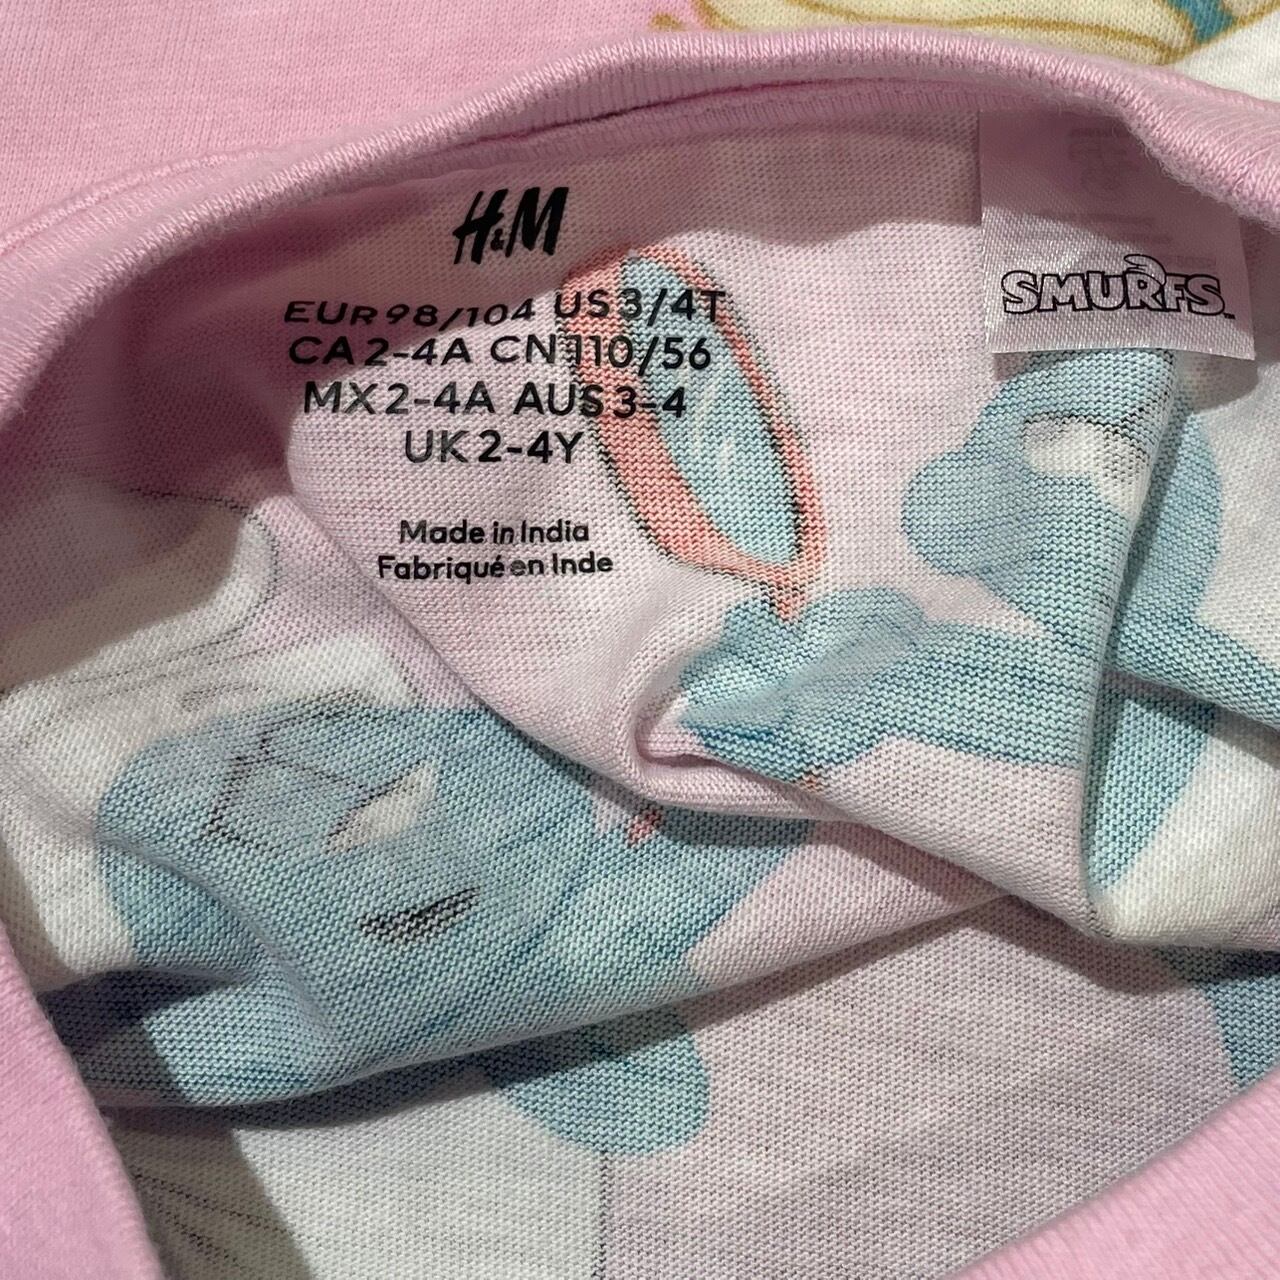 H&M
EUR 98/104 US 3/4T
CA 2-4A CN 110/56
MX 2-4A AUS 3-4
UK 2-4Y
Made in India
Fabriqué en Inde
SMURFS™